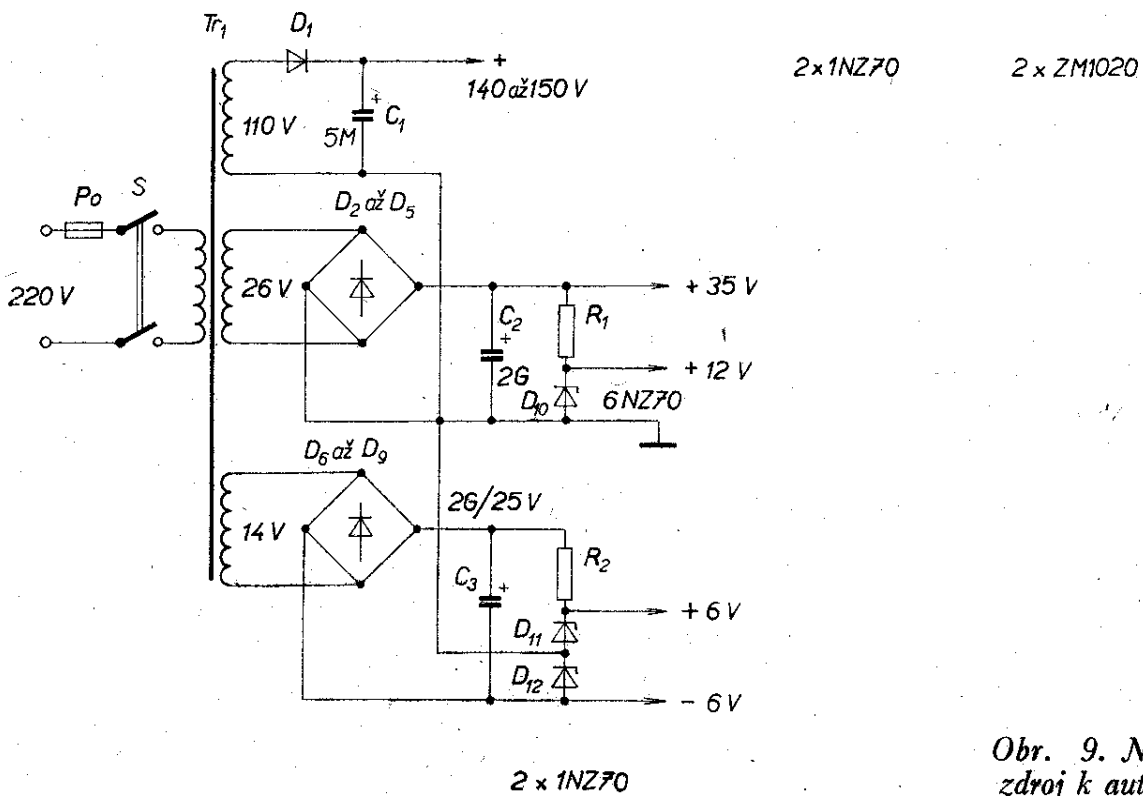 Tr1
D1
+
140 až 150 V
2x1NZ70
2 x ZM1020
110 V
5M
+
C1
Po
S
D2 až D5
220 V
26 V
+ 35 V
C2
+
2G
R1
+ 12 V
D10
6NZ70
D6 až D9
2G/25 V
14 V
C3
+
R2
+ 6 V
D11
D12
- 6 V
2 x 1NZ70
Obr. 9.
zdroj k